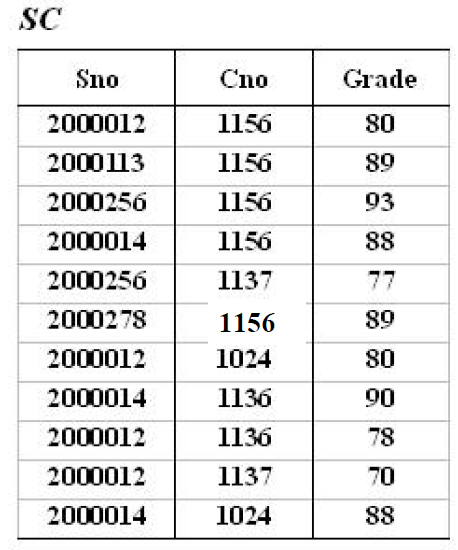 SC
Sno Cno Grade
2000012 1156 80
2000113 1156 89
2000256 1156 93
2000014 1156 88
2000256 1137 77
2000278 1156 89
2000012 1024 80
2000014 1136 90
2000012 1136 78
2000012 1137 70
2000014 1024 88